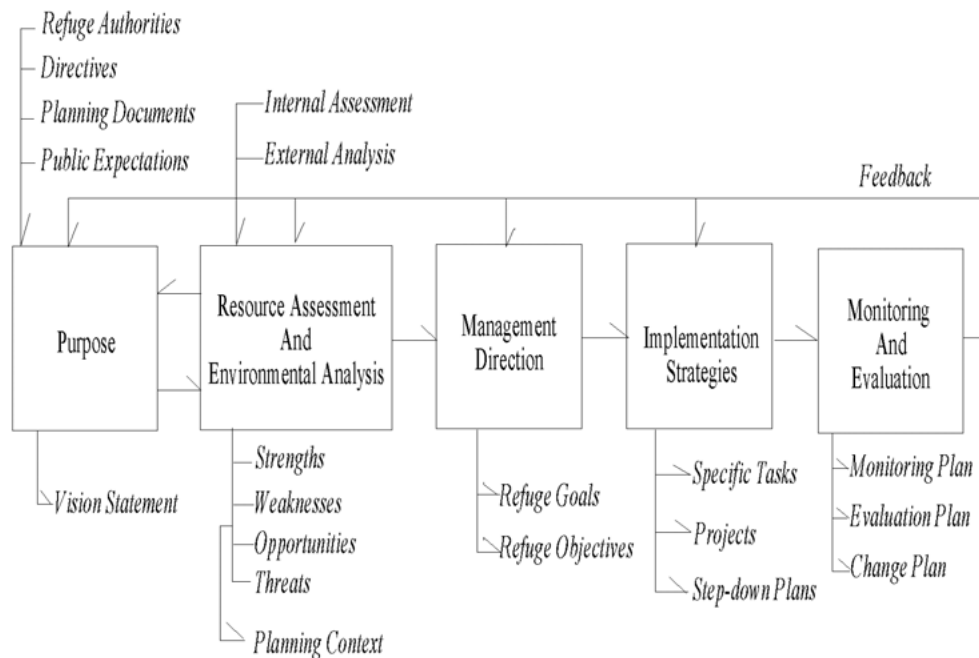 Refuge Authorities
Directives
Planning Documents
Public Expectations
Internal Assessment
External Analysis
Feedback
Purpose
Resource Assessment
And
Environmental Analysis
Management
Direction
Implementation
Strategies
Monitoring
And
Evaluation
Vision Statement
Strengths
Weaknesses
Opportunities
Threats
Planning Context
Refuge Goals
Refuge Objectives
Specific Tasks
Projects
Step-down Plans
Monitoring Plan
Evaluation Plan
Change Plan